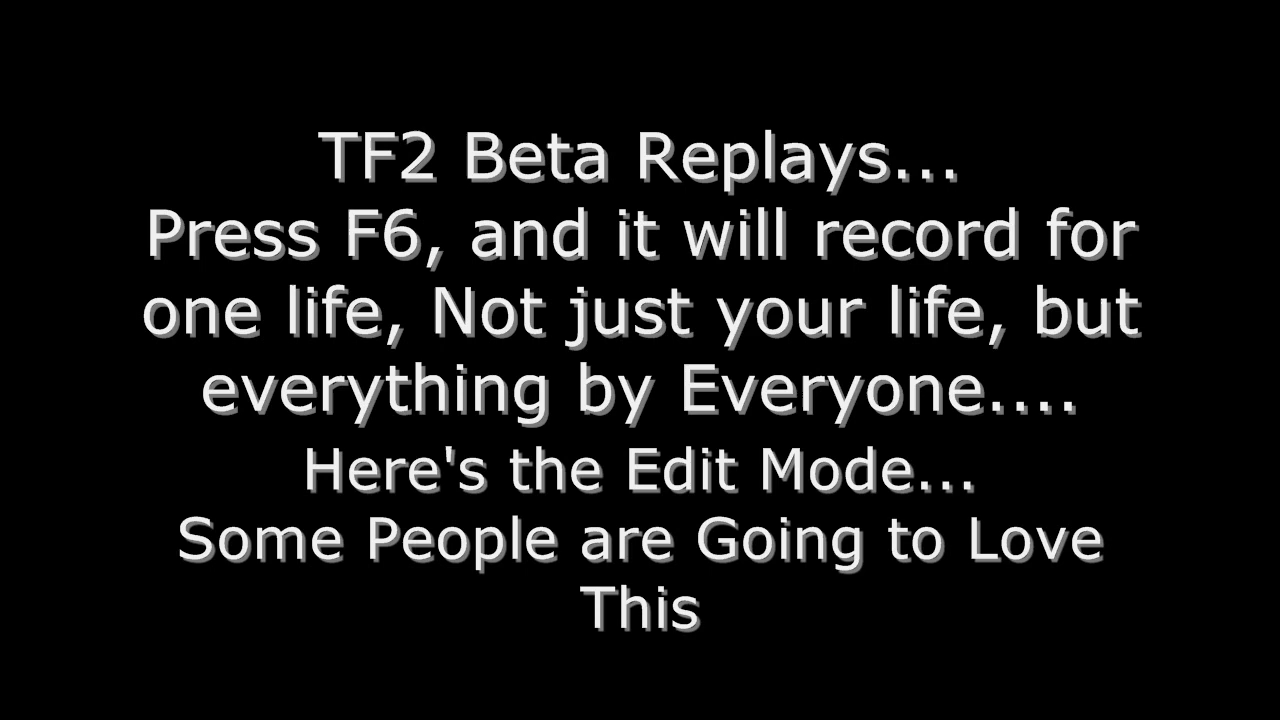 TF2 Beta Replays...
Press F6, and it will record for
one life, Not just your life, but
everything by Everyone....
Here's the Edit Mode...
Some People are Going to Love
This